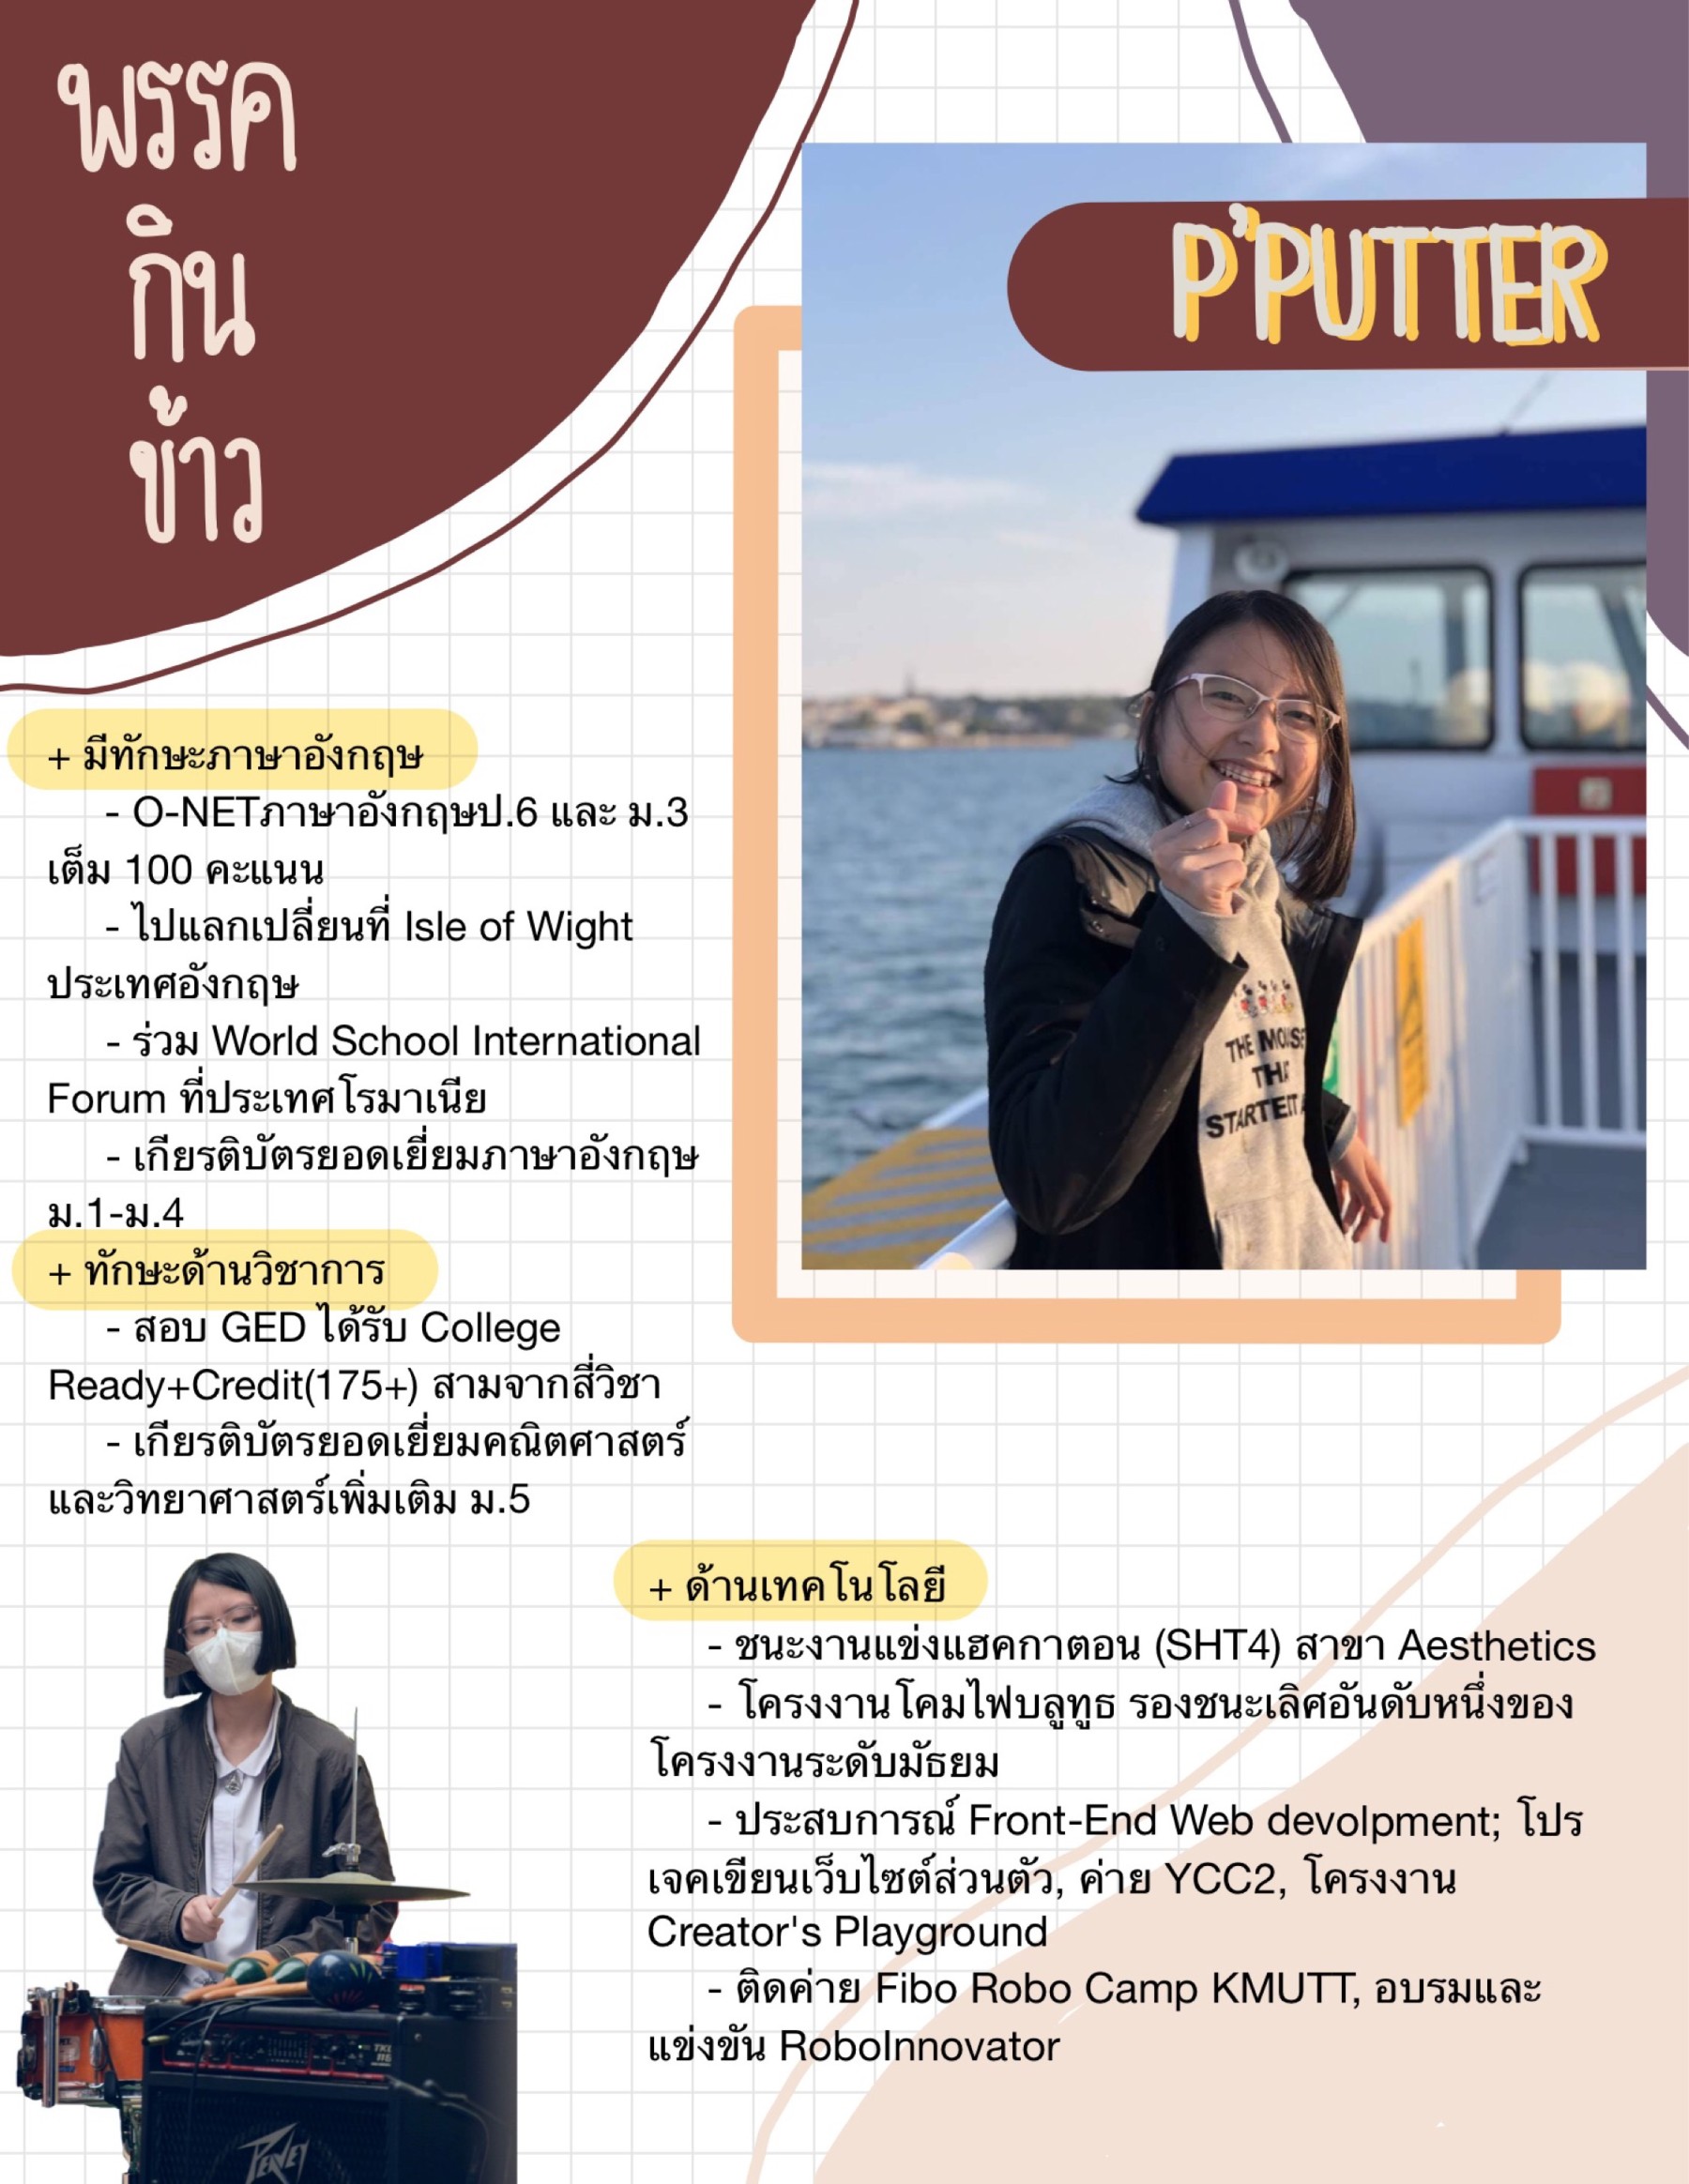 พรรค
กิน
ข้าว
P'PUTTER
THE MOUSE
THA
STARTED IT A
+ มีทักษะภาษาอังกฤษ
- O-NETภาษาอังกฤษป.6 และ ม.3
เต็ม 100 คะแนน
- ไปแลกเปลี่ยนที่ Isle of Wight
ประเทศอังกฤษ
- ร่วม World School International
Forum ที่ประเทศโรมาเนีย
- เกียรติบัตรยอดเยี่ยมภาษาอังกฤษ
ม.1-ม.4
+ ทักษะด้านวิชาการ
- สอบ GED ได้รับ College
Ready+Credit(175+) สามจากสี่วิชา
- เกียรติบัตรยอดเยี่ยมคณิตศาสตร์
และวิทยาศาสตร์เพิ่มเติม ม.5
+ ด้านเทคโนโลยี
- ชนะงานแข่งแฮคกาตอน (SHT4) สาขา Aesthetics
- โครงงานโคมไฟบลูทูธ รองชนะเลิศอันดับหนึ่งของ
โครงงานระดับมัธยม
- ประสบการณ์ Front-End Web devolpment; โปร
เจคเขียนเว็บไซต์ส่วนตัว, ค่าย YCC2, โครงงาน
Creator's Playground
- ติดค่าย Fibo Robo Camp KMUTT, อบรมและ
แข่งขัน RoboInnovator
PEAVEY